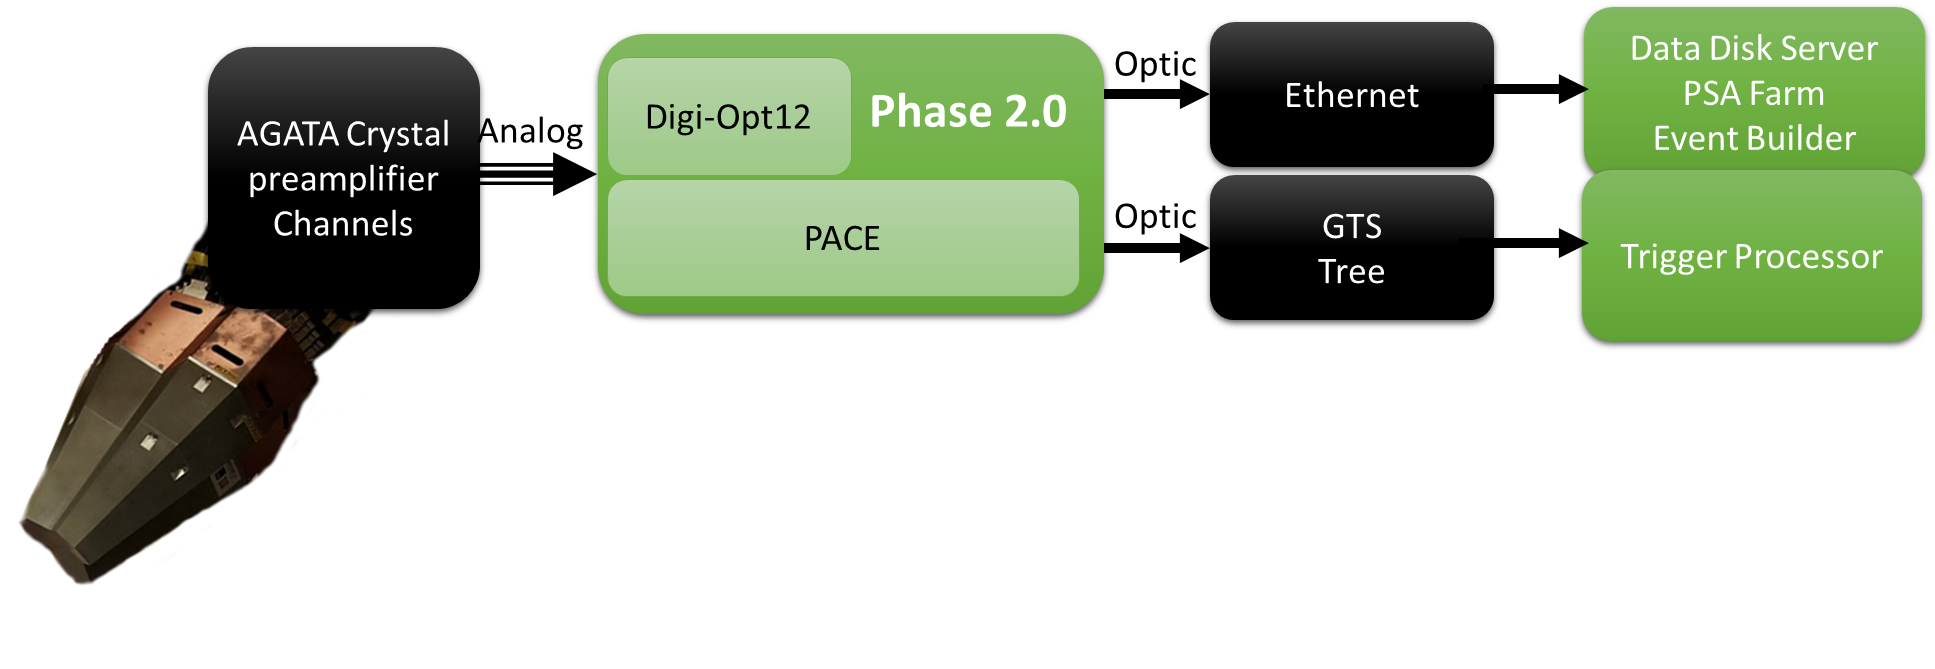 AGATA Crystal
preamplifier
Channels
Analog
Digi-Opt12
Phase 2.0
PACE
Optic
Optic
Ethernet
GTS
Tree
Data Disk Server
PSA Farm
Event Builder
Trigger Processor